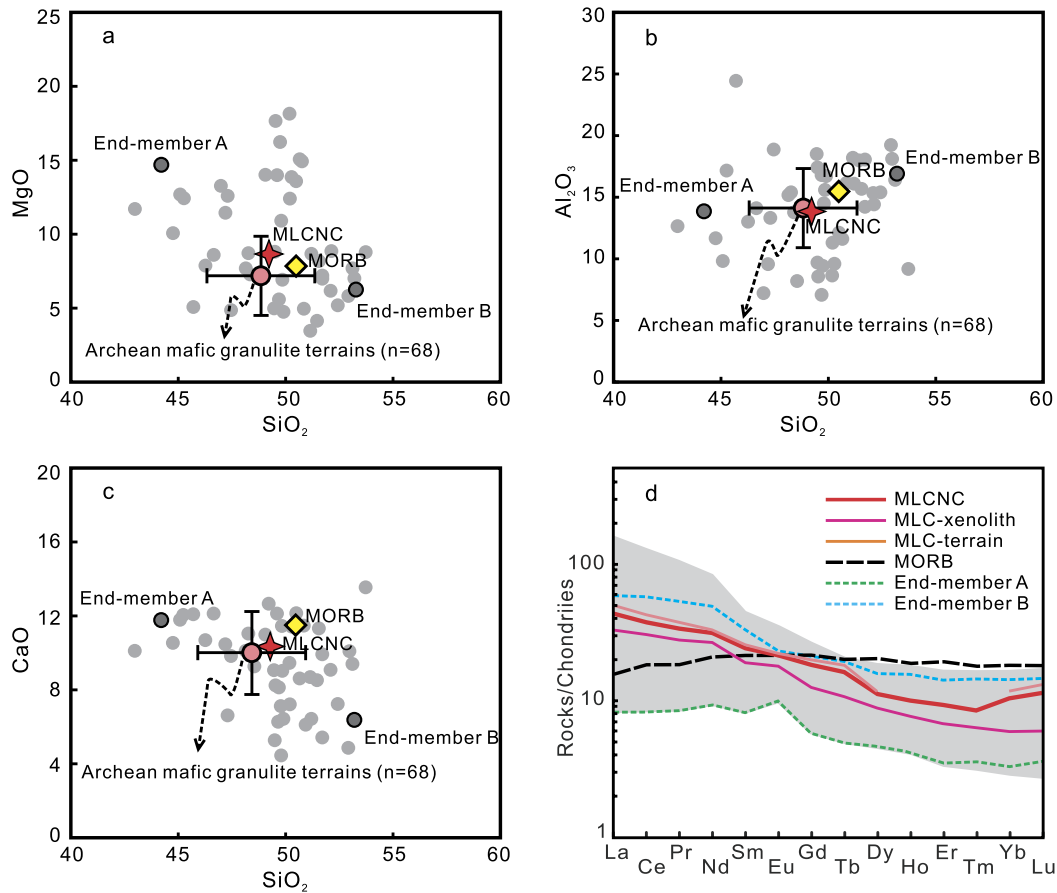 a
MgO
25
20
15
10
5
0
End-member A
MLCNC
MORB
End-member B
Archean mafic granulite terrains (n=68)
40
45
50
55
60
SiO2
b
Al2O3
30
25
20
15
10
5
0
End-member A
MORB
End-member B
MLCNC
Archean mafic granulite terrains (n=68)
40
45
50
55
60
SiO2
c
CaO
20
16
12
8
4
0
End-member A
MORB
MLCNC
End-member B
Archean mafic granulite terrains (n=68)
40
45
50
55
60
SiO2
d
Rocks/Chondriies
100
10
1
MLCNC
MLC-xenolith
MLC-terrain
MORB
End-member A
End-member B
La
Ce
Pr
Nd
Sm
Eu
Gd
Tb
Dy
Ho
Er
Tm
Yb
Lu